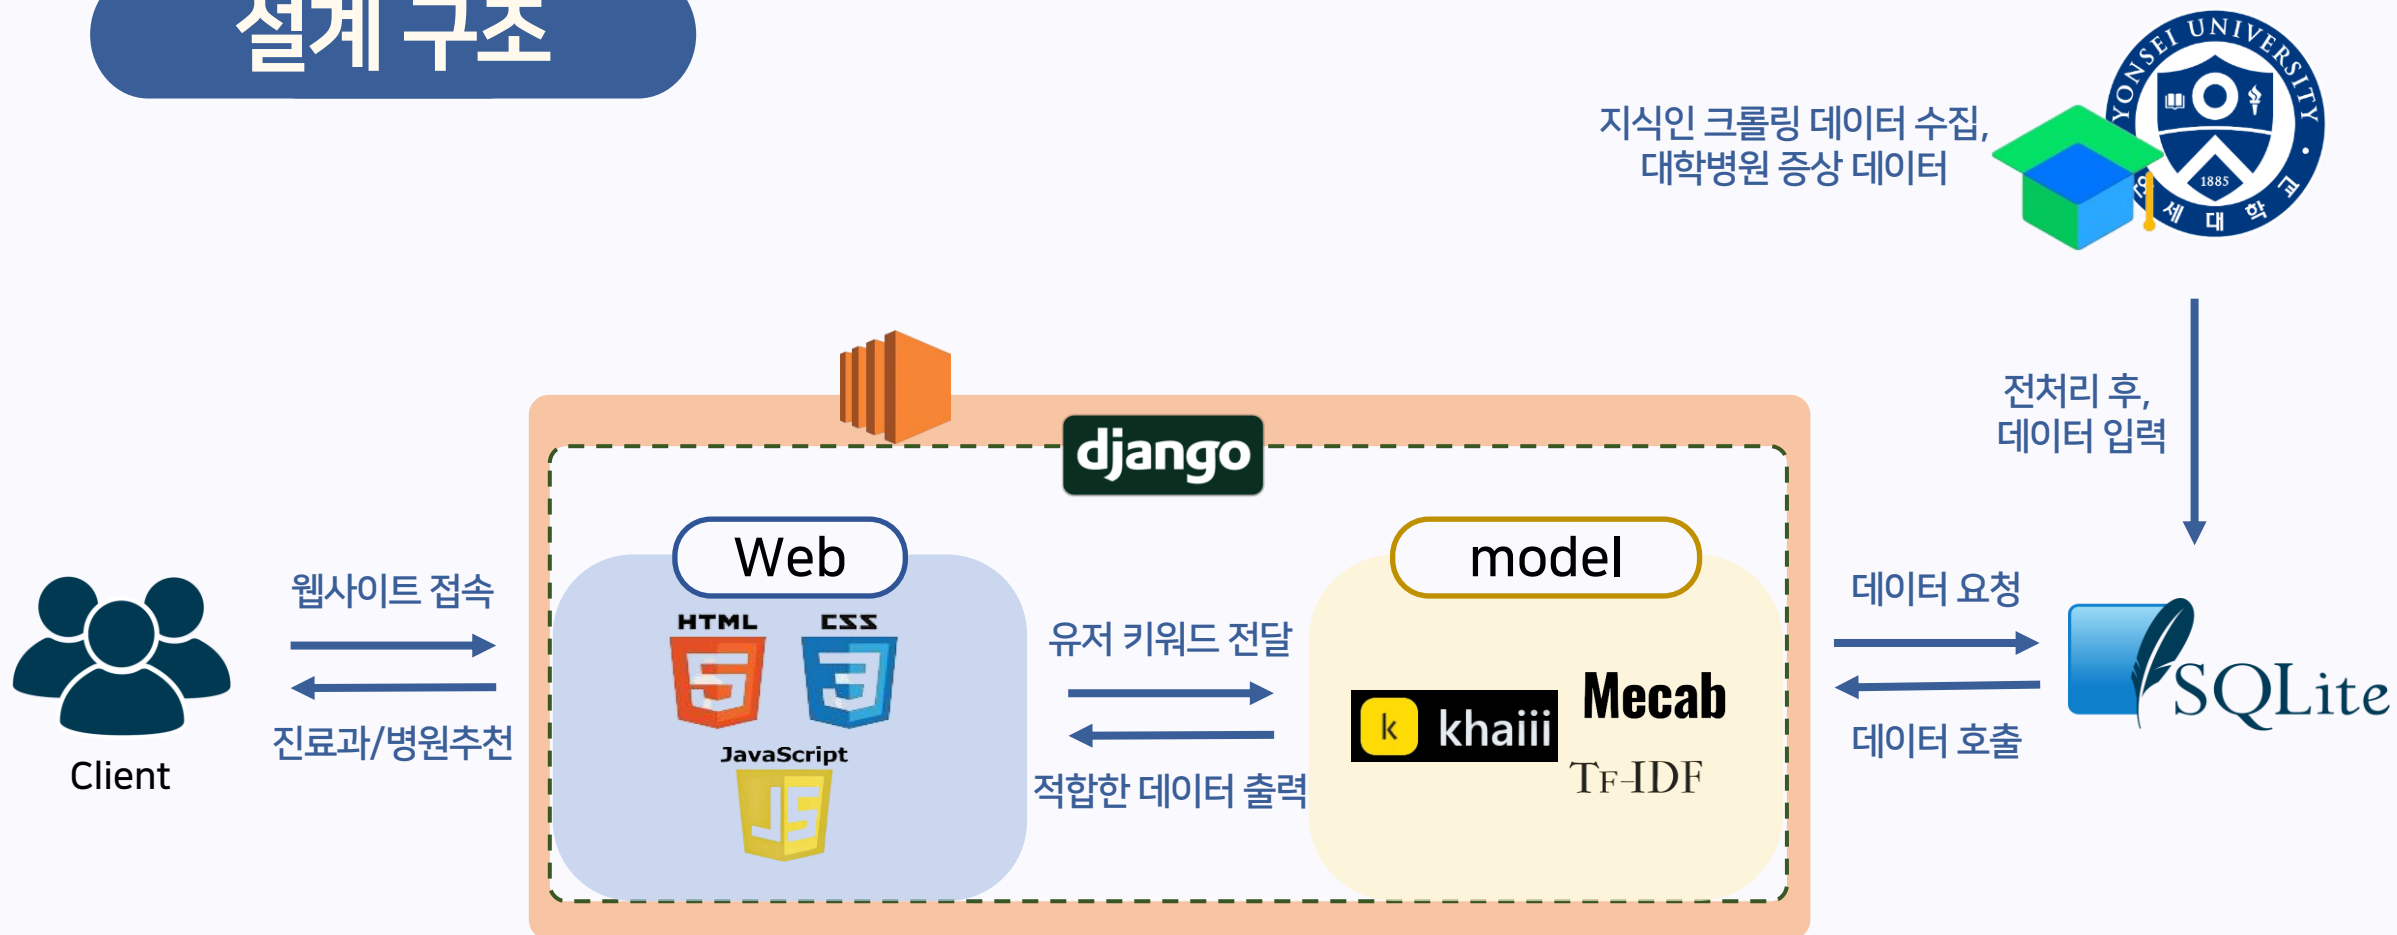 설계 구조
YONSEI UNIVERSITY
1885
연세대학교
지식인 크롤링 데이터 수집,
대학병원 증상 데이터
전처리 후,
데이터 입력
django
Web
model
웹사이트 접속
진료과/병원추천
Client
HTML
CSS
JavaScript
JS
유저 키워드 전달
적합한 데이터 출력
k khaiii
Mecab
TF-IDF
데이터 요청
데이터 호출
SQLite